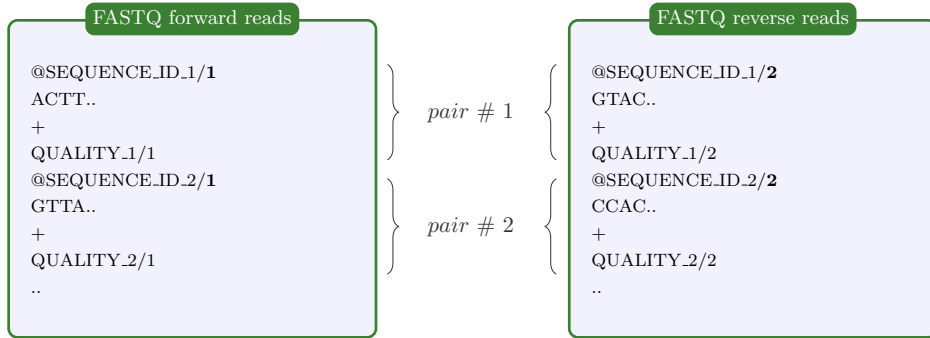 FASTQ forward reads
@SEQUENCE_ID_1/1
ACTT..
+
QUALITY_1/1
@SEQUENCE_ID_2/1
GTTA..
+
QUALITY_2/1
..
pair # 1
pair # 2
FASTQ reverse reads
@SEQUENCE_ID_1/2
GTAC..
+
QUALITY_1/2
@SEQUENCE_ID_2/2
CCAC..
+
QUALITY_2/2
..